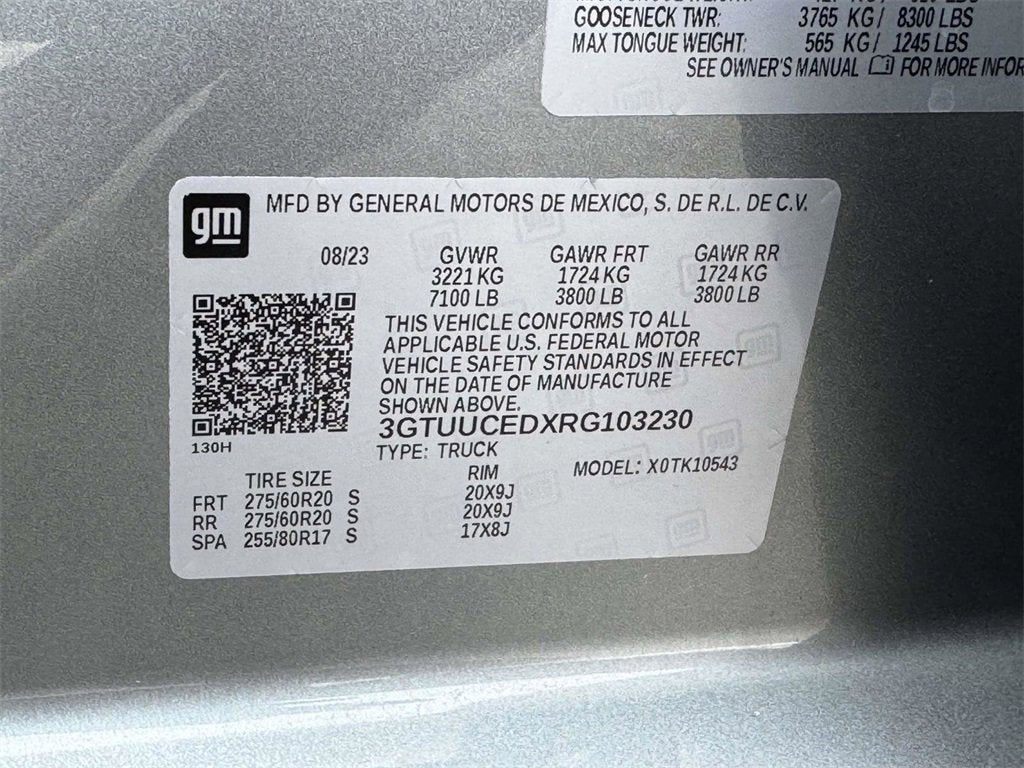 GOOSENECK TWR: 3765 KG / 8300 LBS
MAX TONGUE WEIGHT: 565 KG / 1245 LBS
SEE OWNER'S MANUAL FOR MORE
gm
MFD BY GENERAL MOTORS DE MEXICO, S. DE R.L. DE C.V.
08/23 GVWR GAWR FRT GAWR RR
3221 KG 1724 KG 1724 KG
7100 LB 3800 LB 3800 LB
THIS VEHICLE CONFORMS TO ALL
APPLICABLE U.S. FEDERAL MOTOR
VEHICLE SAFETY STANDARDS IN EFFECT
ON THE DATE OF MANUFACTURE
SHOWN ABOVE.
3GTUUCEDXRG103230
130H
TYPE: TRUCK
MODEL: X0TK10543
TIRE SIZE RIM
FRT 275/60R20 S 20X9J
RR 275/60R20 S 20X9J
SPA 255/80R17 S 17X8J